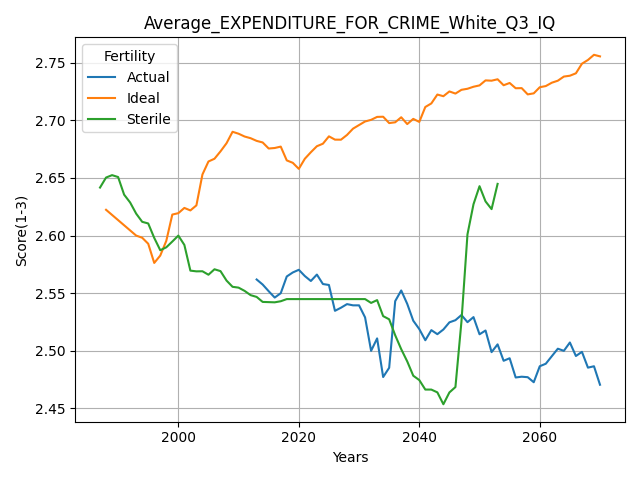 Average_EXPENDITURE_FOR_CRIME_White_Q3_IQ
Fertility
Actual
Ideal
Sterile
Score(1-3)
2.75
2.70
2.65
2.60
2.55
2.50
2.45
2000
2020
2040
2060
Years